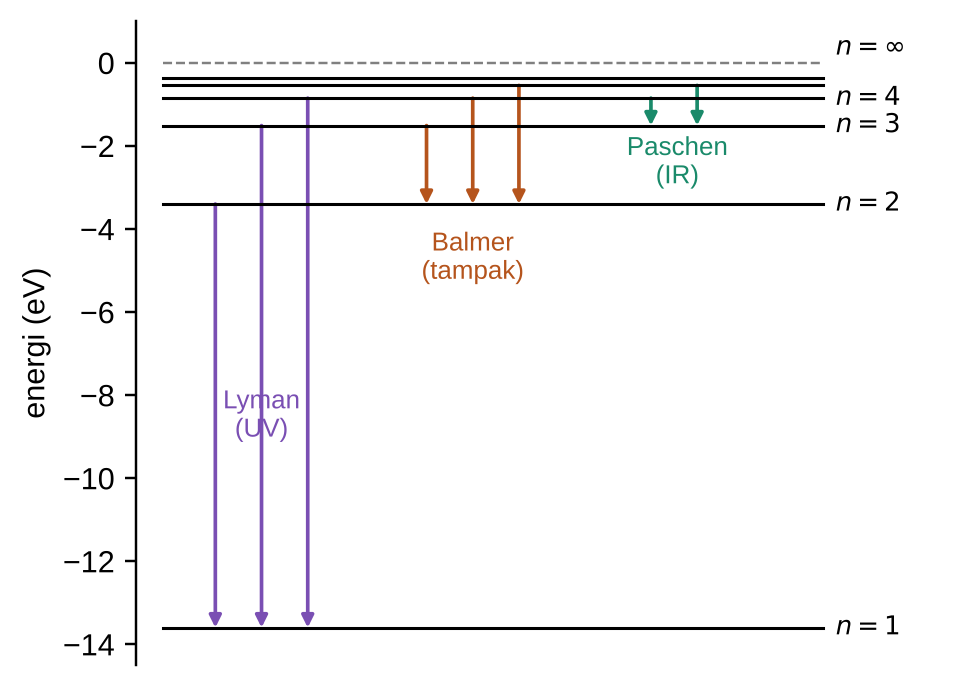 n = ∞
0
n = 4
n = 3
−2
Paschen
(IR)
n = 2
−4
Balmer
(tampak)
energi (eV)
−6
−8
Lyman
(UV)
−10
−12
n = 1
−14